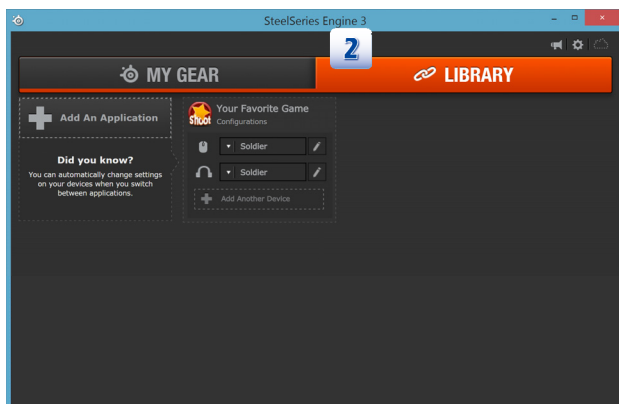 SteelSeries Engine 3
2
MY GEAR
LIBRARY
Add An Application
Did you know?
You can automatically change settings
on your devices when you switch
between applications.
shoot
Your Favorite Game
Configurations
Soldier
Soldier
Add Another Device